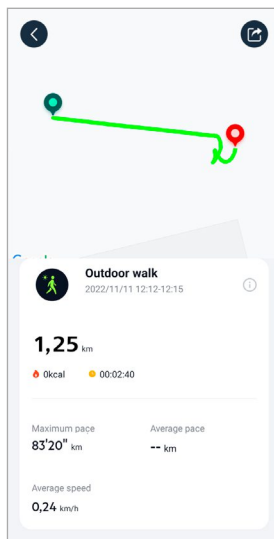 Outdoor walk
2022/11/11 12:12-12:15
1,25 km
0kcal 00:02:40
Maximum pace Average pace
83'20" km -- km
Average speed
0,24 km/h